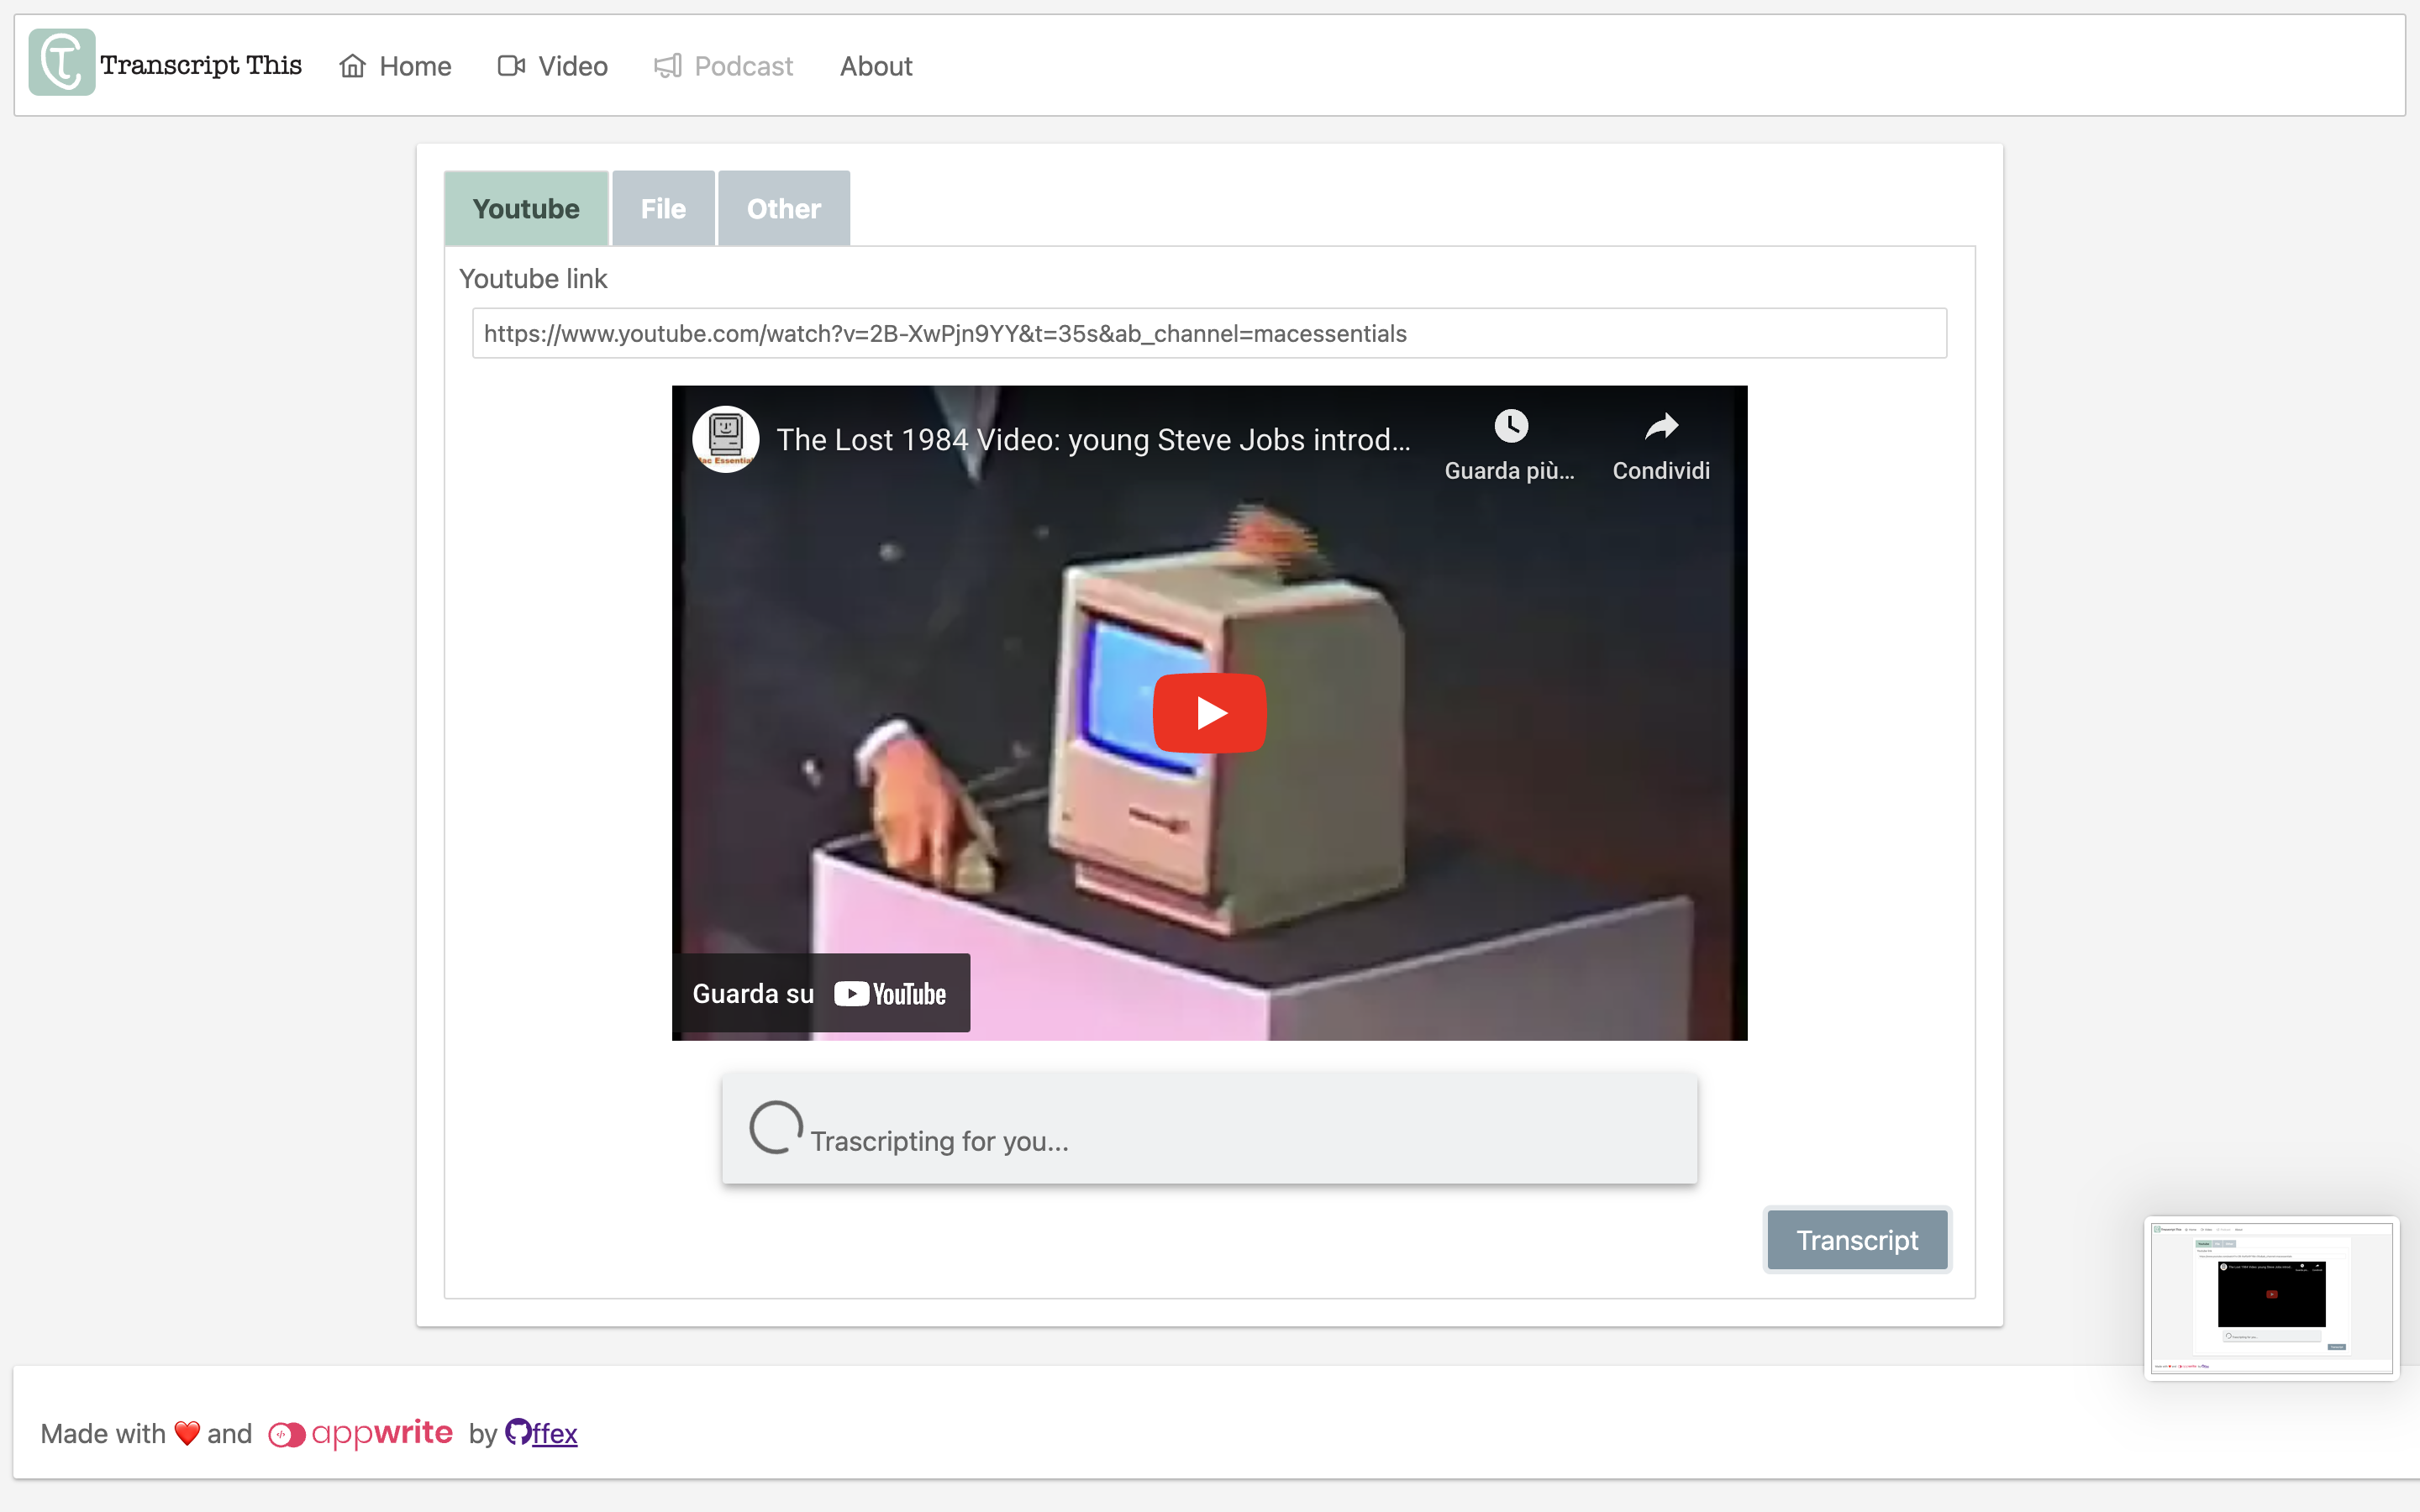 Transcript This Home Video Podcast About
Youtube File Other
Youtube link
https://www.youtube.com/watch?v=2B-XwPjn9YY&t=35s&ab_channel=macessentials
The Lost 1984 Video: young Steve Jobs introd...
Guarda più... Condividi
Guarda su YouTube
Trascripting for you...
Transcript
Made with ❤️ and appwrite by ffex